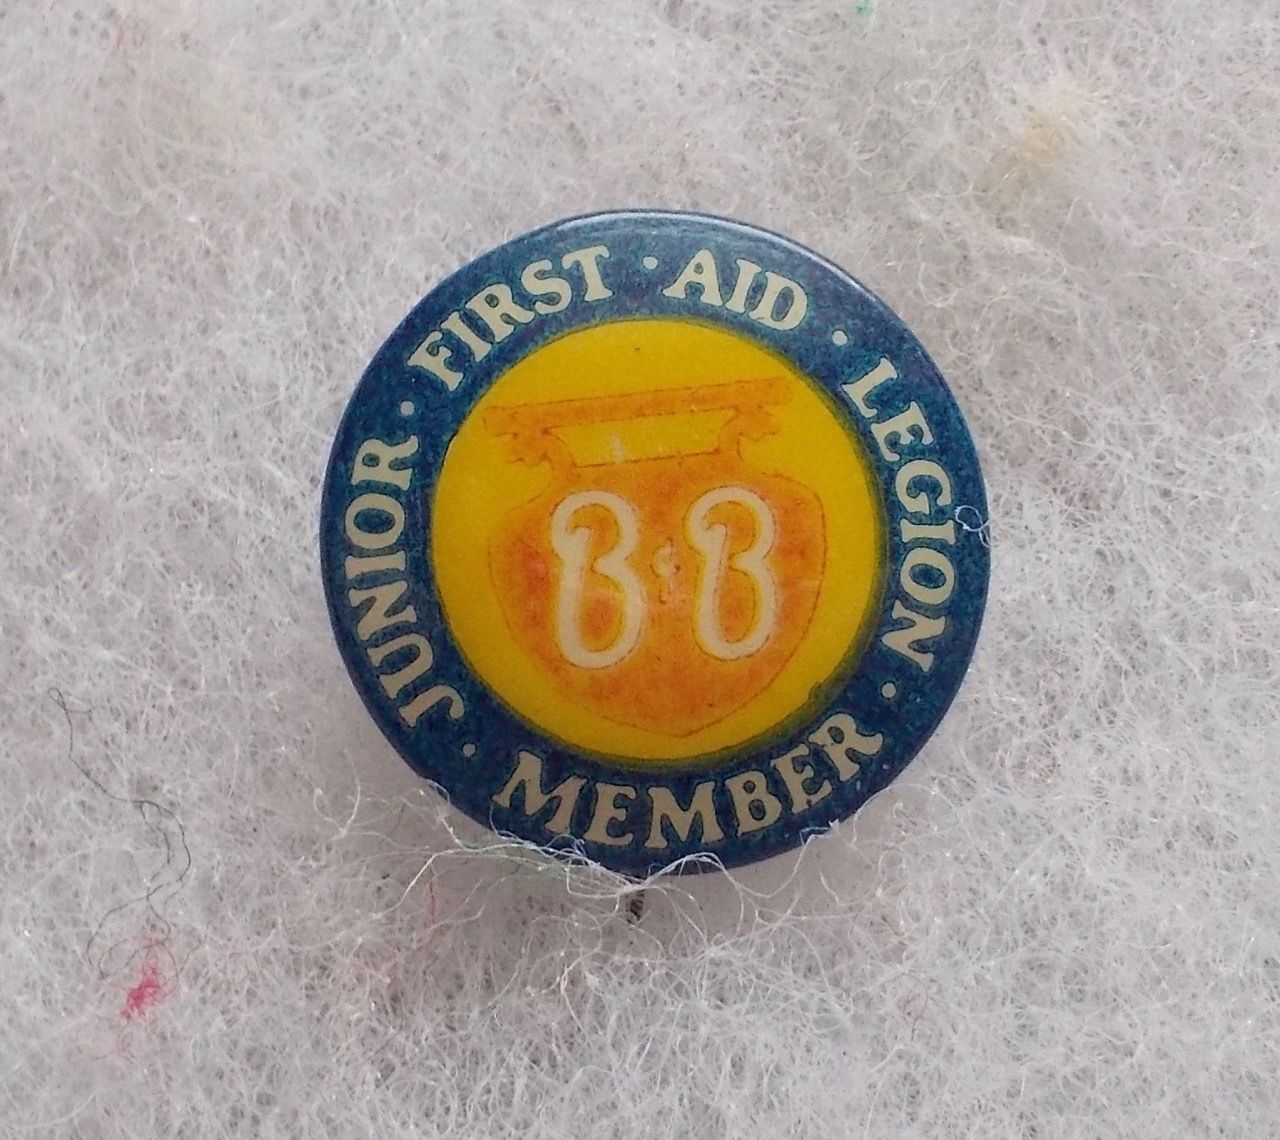 JUNIOR · FIRST · AID · LEGION · MEMBER ·
B & B